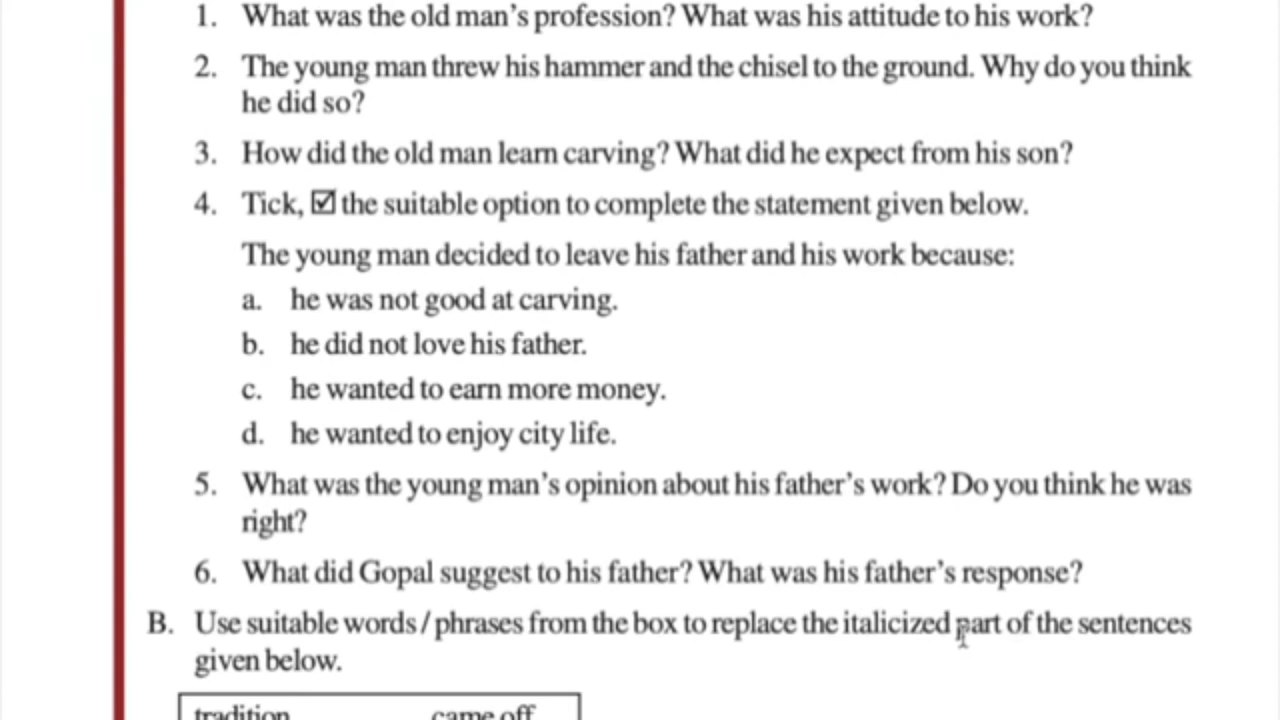 1. What was the old man's profession? What was his attitude to his work?
2. The young man threw his hammer and the chisel to the ground. Why do you think
he did so?
3. How did the old man learn carving? What did he expect from his son?
4. Tick, ☑ the suitable option to complete the statement given below.
The young man decided to leave his father and his work because:
a. he was not good at carving.
b. he did not love his father.
c. he wanted to earn more money.
d. he wanted to enjoy city life.
5. What was the young man's opinion about his father's work? Do you think he was
right?
6. What did Gopal suggest to his father? What was his father's response?
B. Use suitable words / phrases from the box to replace the italicized part of the sentences
given below.
tradition came off